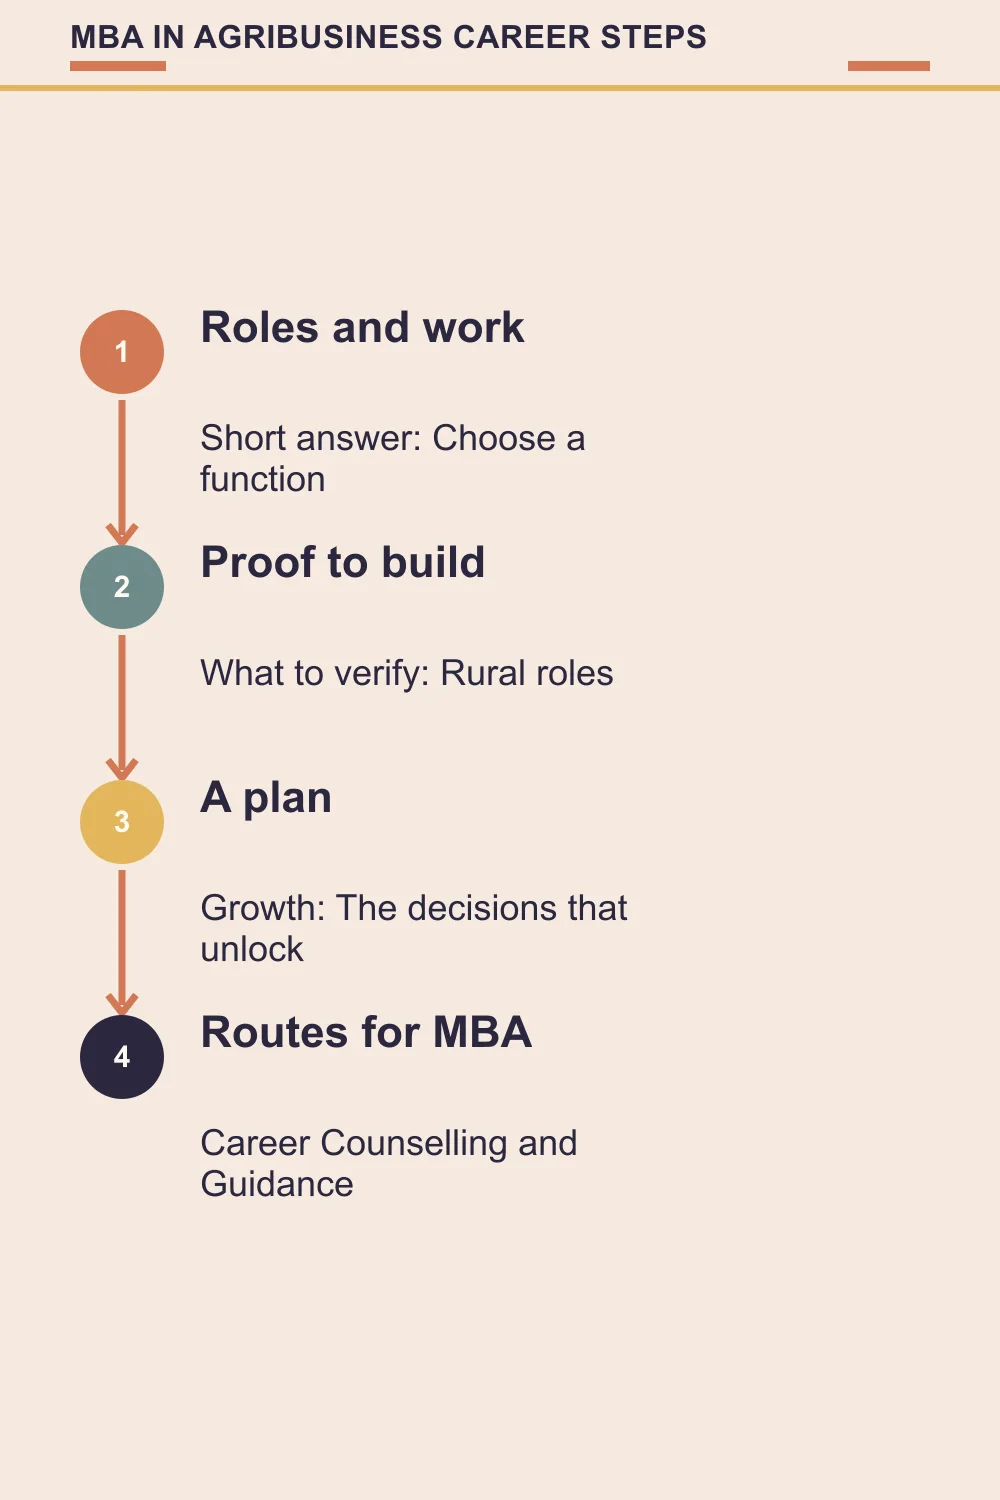 MBA IN AGRIBUSINESS CAREER STEPS
1
Roles and work
Short answer: Choose a
function
2
Proof to build
What to verify: Rural roles
3
A plan
Growth: The decisions that
unlock
4
Routes for MBA
Career Counselling and
Guidance